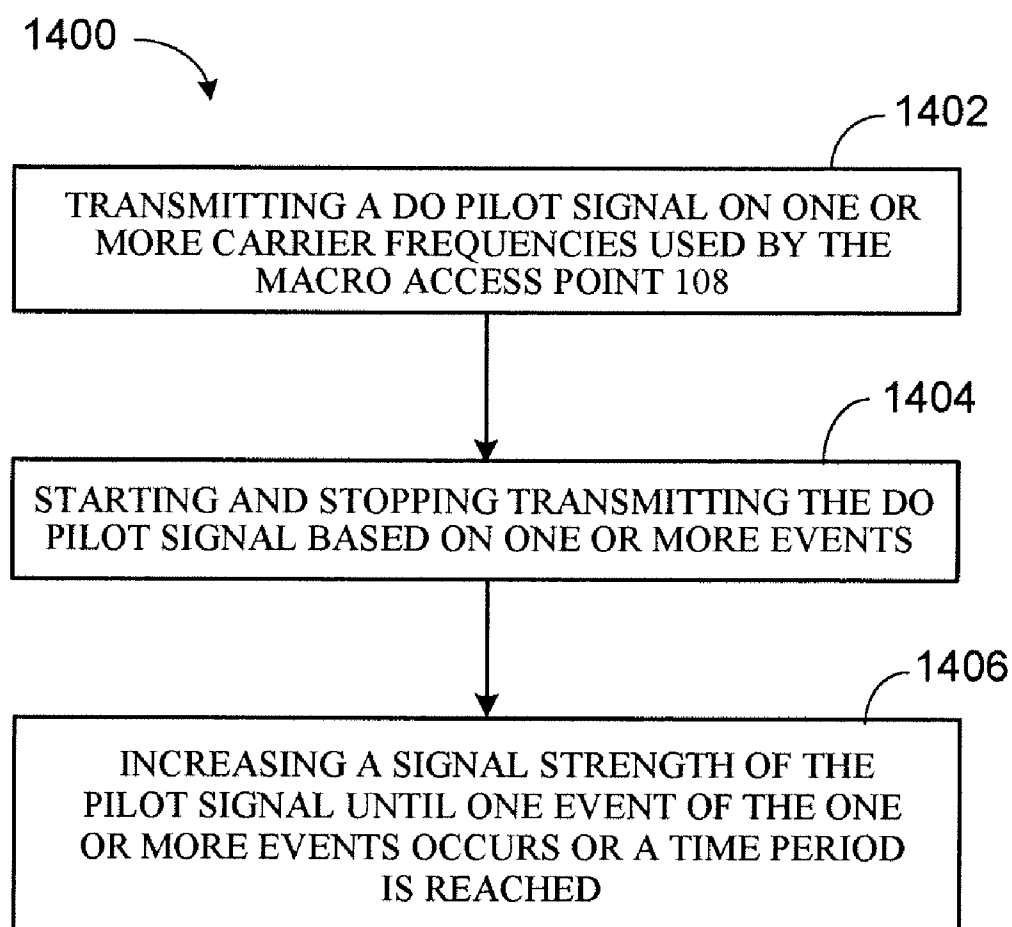 1400
1402
TRANSMITTING A DO PILOT SIGNAL ON ONE OR
MORE CARRIER FREQUENCIES USED BY THE
MACRO ACCESS POINT 108
1404
STARTING AND STOPPING TRANSMITTING THE DO
PILOT SIGNAL BASED ON ONE OR MORE EVENTS
1406
INCREASING A SIGNAL STRENGTH OF THE
PILOT SIGNAL UNTIL ONE EVENT OF THE ONE
OR MORE EVENTS OCCURS OR A TIME PERIOD
IS REACHED